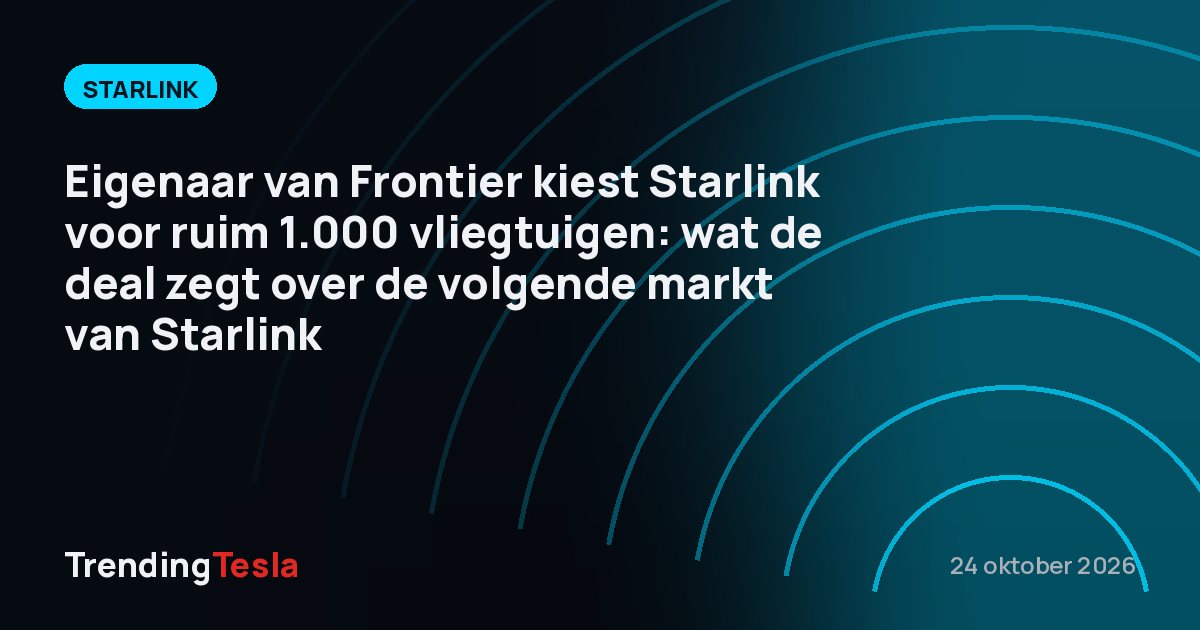 STARLINK
Eigenaar van Frontier kiest Starlink
voor ruim 1.000 vliegtuigen: wat de
deal zegt over de volgende markt
van Starlink
TrendingTesla
24 oktober 2026